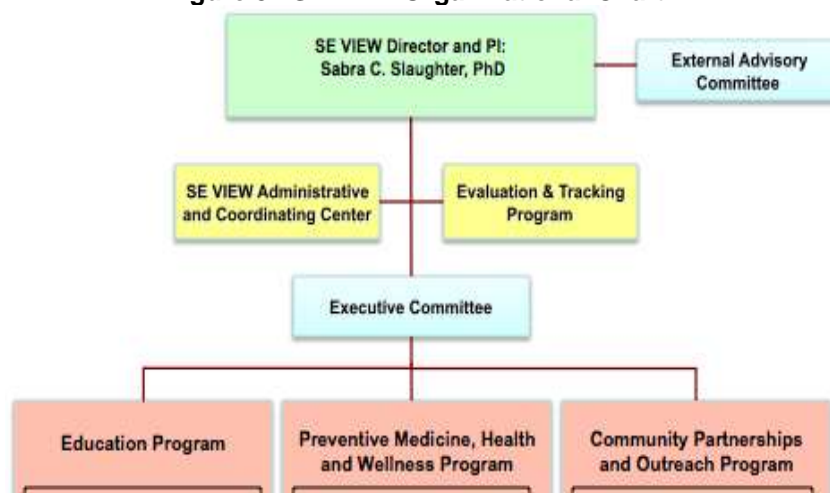 SE VIEW Director and PI:
Sabra C. Slaughter, PhD
External Advisory
Committee
SE VIEW Administrative
and Coordinating Center
Evaluation & Tracking
Program
Executive Committee
Education Program
Preventive Medicine, Health
and Wellness Program
Community Partnerships
and Outreach Program